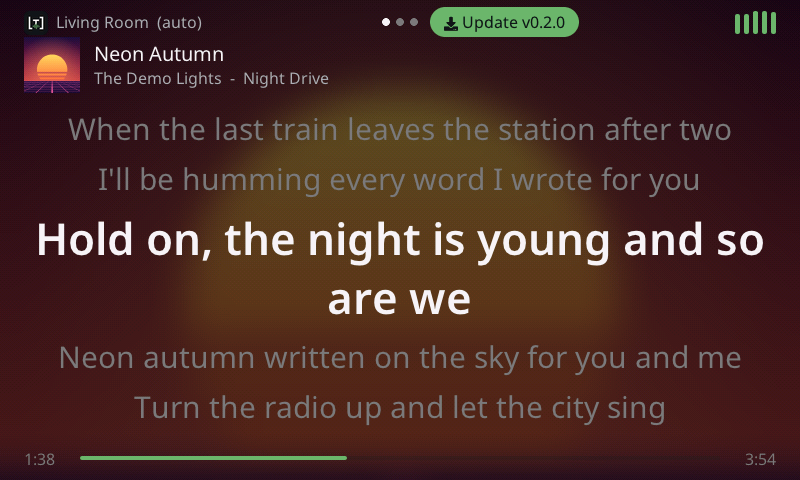 [T] Living Room (auto)
Update v0.2.0
Neon Autumn
The Demo Lights - Night Drive
When the last train leaves the station after two
I'll be humming every word I wrote for you
Hold on, the night is young and so
are we
Neon autumn written on the sky for you and me
Turn the radio up and let the city sing
1:38
3:54